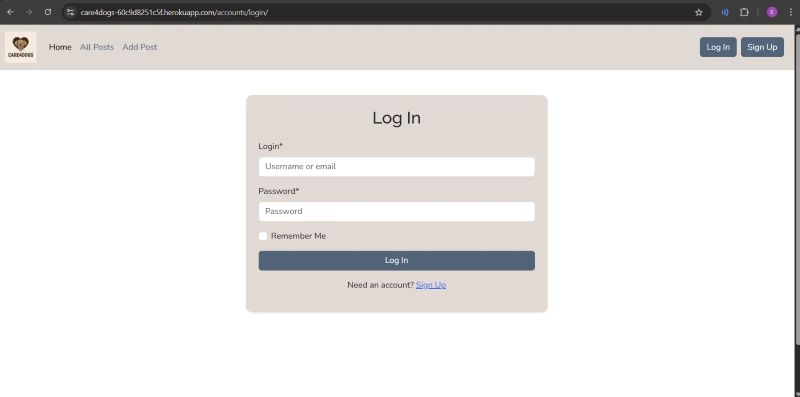 care4dogs-60c9d8251c5f.herokuapp.com/accounts/login/
E
CARE4DOGS
Home All Posts Add Post Log In Sign Up
Log In
Login*
Username or email
Password*
Password
Remember Me
Log In
Need an account? Sign Up